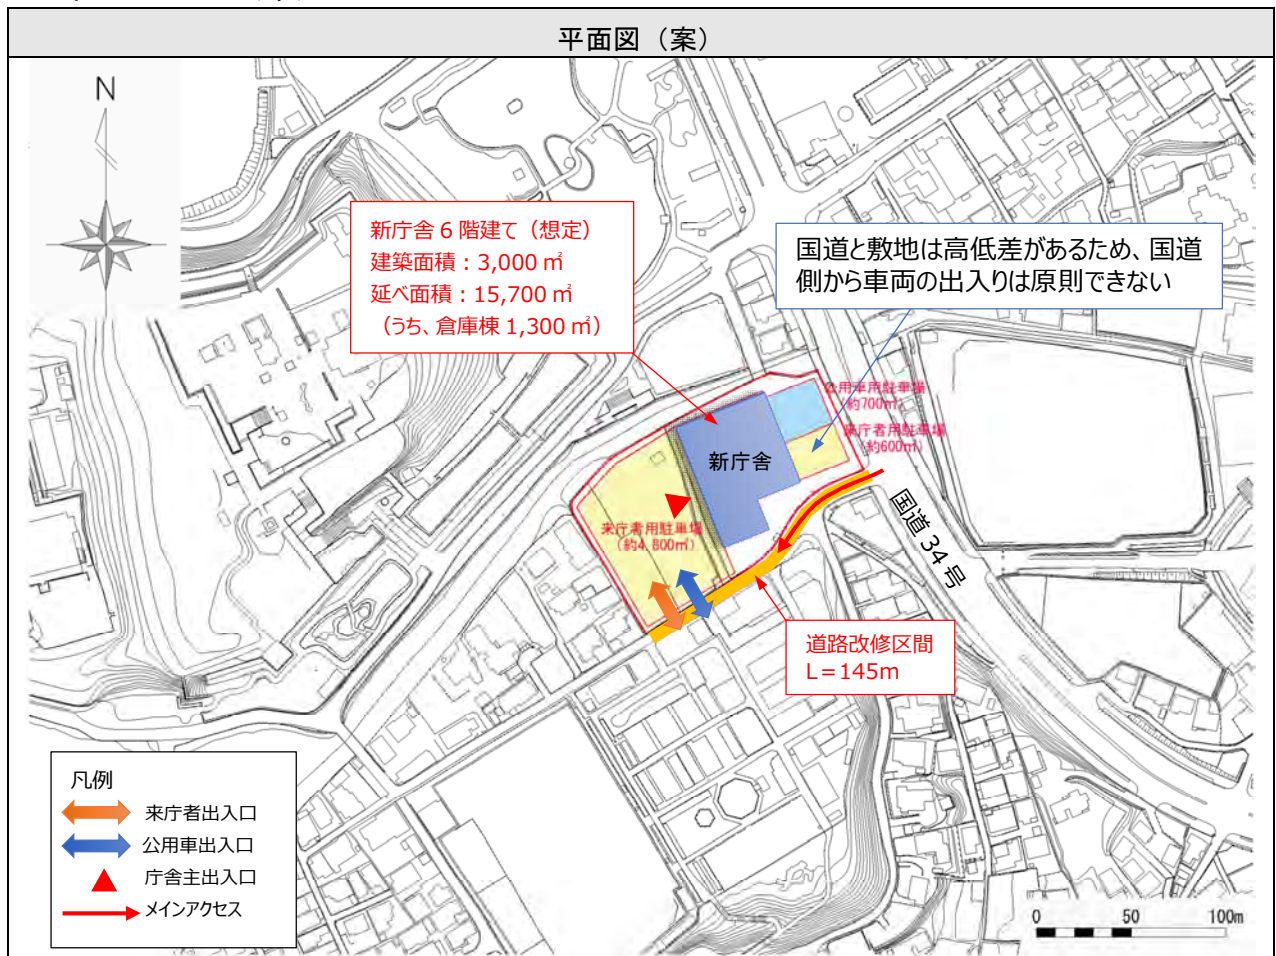 平面図（案）
N
新庁舎６階建て（想定）
建築面積：3,000 ㎡
延べ面積：15,700 ㎡
（うち、倉庫棟 1,300 ㎡）
国道と敷地は高低差があるため、国道
側から車両の出入りは原則できない
公用車用駐車場
(約700㎡)
来庁者用駐車場
(約600㎡)
新庁舎
来庁者用駐車場
(約4,800㎡)
国道34号
道路改修区間
L＝145m
凡例
来庁者出入口
公用車出入口
庁舎主出入口
メインアクセス
0 50 100m